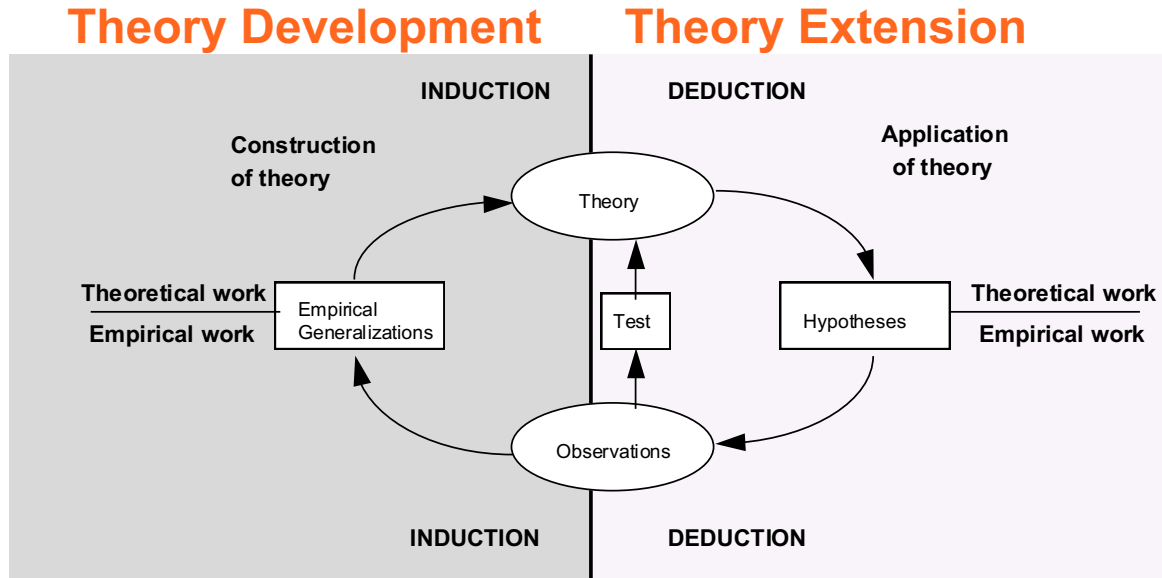 Theory Development
Theory Extension
INDUCTION
DEDUCTION
Construction
of theory
Application
of theory
Theory
Theoretical work
Empirical work
Empirical
Generalizations
Test
Hypotheses
Theoretical work
Empirical work
Observations
INDUCTION
DEDUCTION